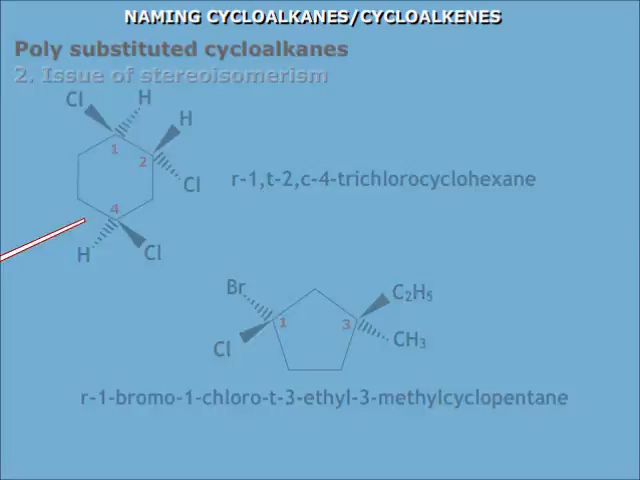 NAMING CYCLOALKANES/CYCLOALKENES
Poly substituted cycloalkanes
2. Issue of stereoisomerism
Cl H
H
1
2
Cl
r-1,t-2,c-4-trichlorocyclohexane
4
H Cl
Br C₂H₅
1 3
Cl CH₃
r-1-bromo-1-chloro-t-3-ethyl-3-methylcyclopentane